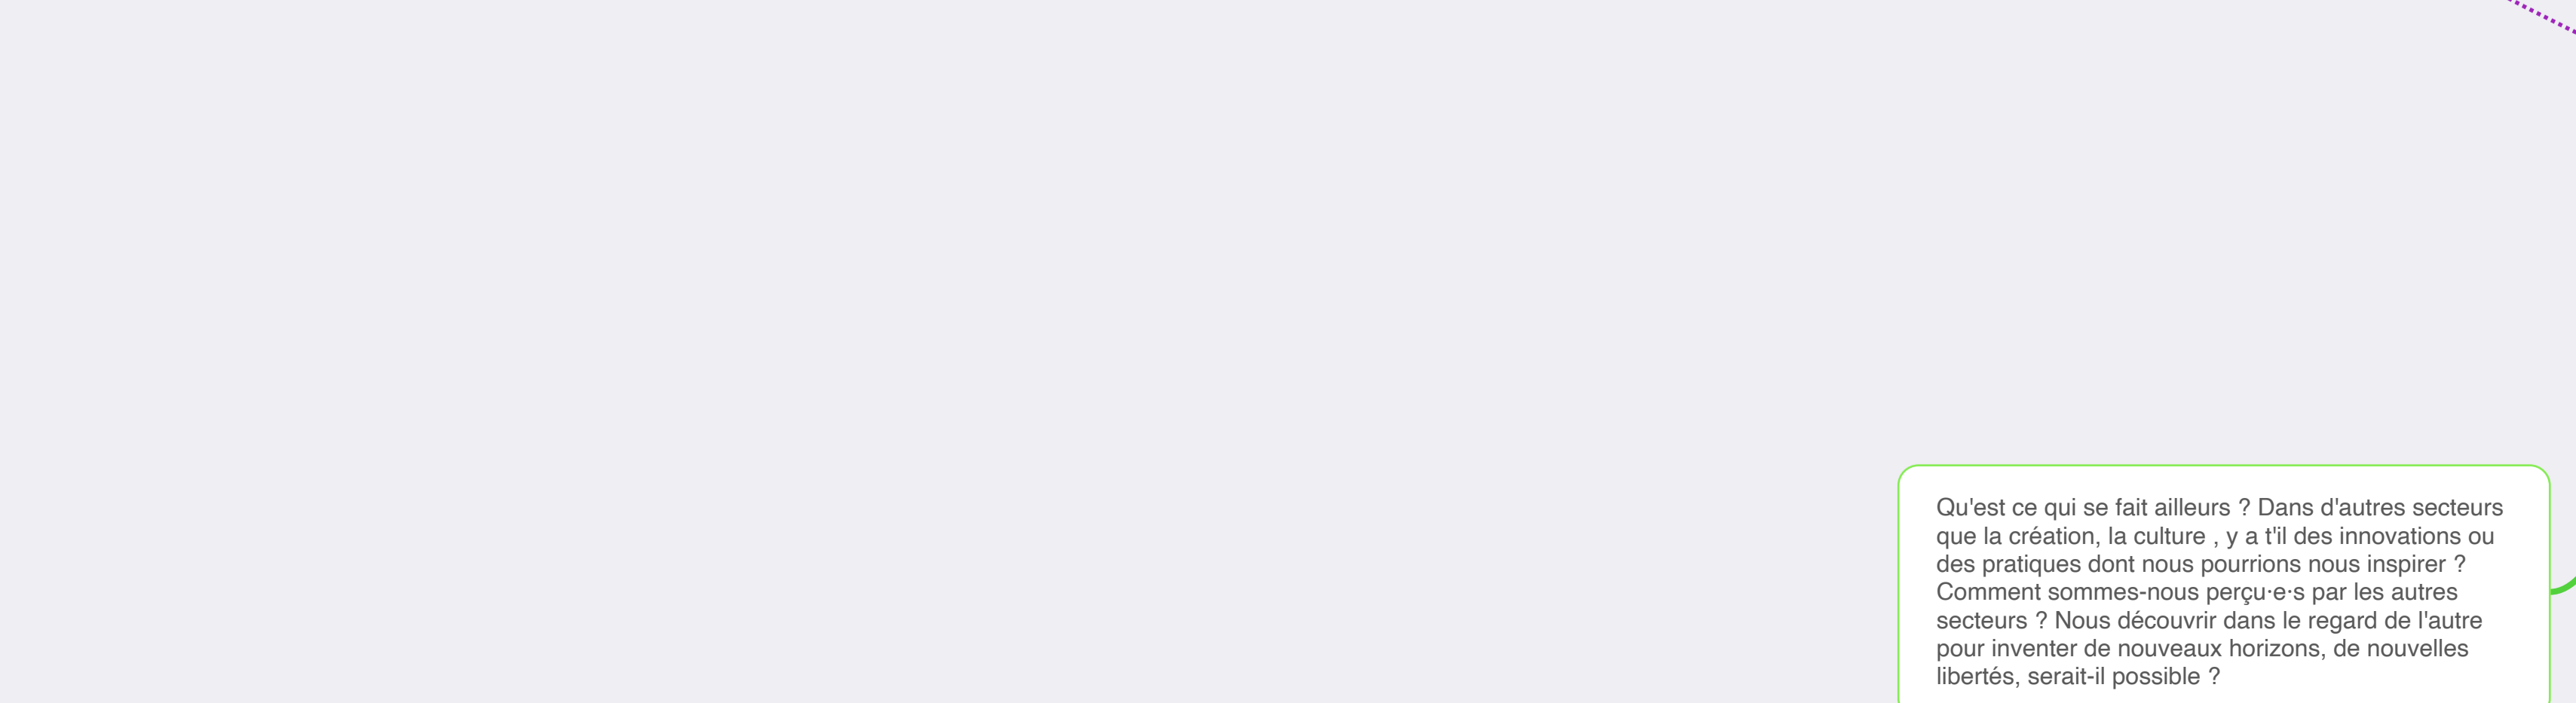 Qu'est ce qui se fait ailleurs ? Dans d'autres secteurs
que la création, la culture , y a t'il des innovations ou
des pratiques dont nous pourrions nous inspirer ?
Comment sommes-nous perçu·e·s par les autres
secteurs ? Nous découvrir dans le regard de l'autre
pour inventer de nouveaux horizons, de nouvelles
libertés, serait-il possible ?